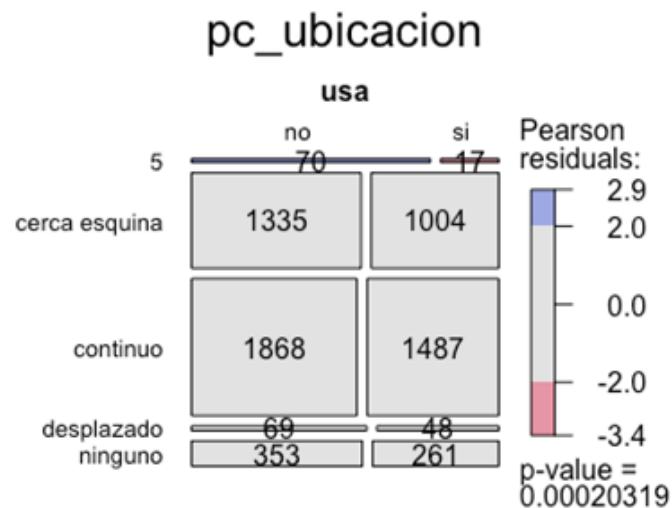 pc_ubicacion
usa
no si
5 70 17
cerca esquina 1335 1004
continuo 1868 1487
desplazado 69 48
ninguno 353 261
Pearson
residuals:
2.9
2.0
0.0
-2.0
-3.4
p-value =
0.00020319